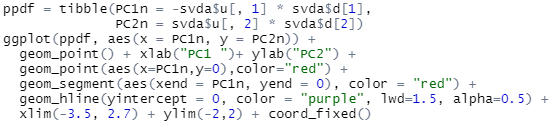 ppdf = tibble(PC1n = -svda$u[, 1] * svda$d[1],
              PC2n = svda$u[, 2] * svda$d[2])
ggplot(ppdf, aes(x = PC1n, y = PC2n)) +
  geom_point() + xlab("PC1 ")+ ylab("PC2") +
  geom_point(aes(x=PC1n,y=0),color="red") +
  geom_segment(aes(xend = PC1n, yend = 0), color = "red") +
  geom_hline(yintercept = 0, color = "purple", lwd=1.5, alpha=0.5) +
  xlim(-3.5, 2.7) + ylim(-2,2) + coord_fixed()